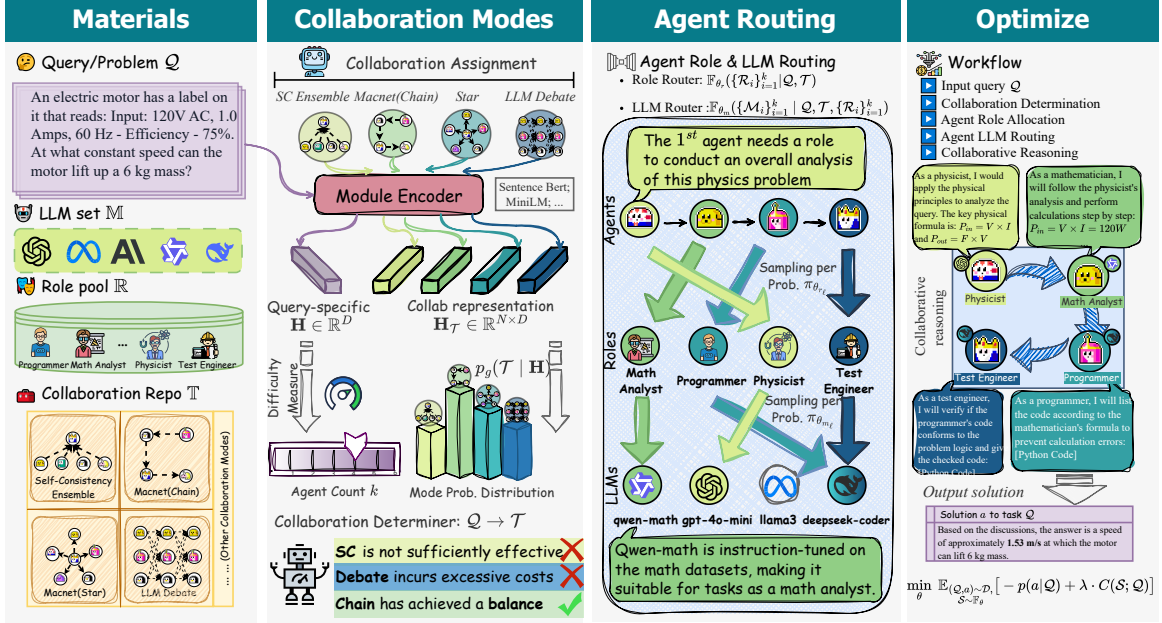 Materials
Query/Problem 𝒬
An electric motor has a label on
it that reads: Input: 120V AC, 1.0
Amps, 60 Hz - Efficiency - 75%.
At what constant speed can the
motor lift up a 6 kg mass?
LLM set 𝕄
Role pool ℝ
Programmer Math Analyst ... Physicist Test Engineer
Collaboration Repo 𝕋
Self-Consistency
Ensemble
Macnet(Chain)
Macnet(Star)
LLM Debate
... ... (Other Collaboration Modes)
Collaboration Modes
Collaboration Assignment
SC Ensemble Macnet(Chain) Star LLM Debate
Module Encoder
Sentence Bert;
MiniLM; ...
Query-specific
H ∈ ℝ^D
Collab representation
H_𝒯 ∈ ℝ^{N×D}
Difficulty
Measure
p_g(𝒯 | H)
Agent Count k
Mode Prob. Distribution
Collaboration Determiner: 𝒬 → 𝒯
SC is not sufficiently effective
Debate incurs excessive costs
Chain has achieved a balance
Agent Routing
Agent Role & LLM Routing
• Role Router: 𝔽_{θ_r}({ℛ_i}_{i=1}^k|𝒬, 𝒯)
• LLM Router :𝔽_{θ_m}({ℳ_i}_{i=1}^k | 𝒬, 𝒯, {ℛ_i}_{i=1}^k)
The 1^{st} agent needs a role
to conduct an overall analysis
of this physics problem
Agents
Sampling per
Prob. π_{θ_{r_ℓ}}
Roles
Math
Analyst
Programmer
Physicist
Test
Engineer
Sampling per
Prob. π_{θ_{m_ℓ}}
LLMs
qwen-math gpt-4o-mini llama3 deepseek-coder
Qwen-math is instruction-tuned on
the math datasets, making it
suitable for tasks as a math analyst.
Optimize
Workflow
Input query 𝒬
Collaboration Determination
Agent Role Allocation
Agent LLM Routing
Collaborative Reasoning
As a physicist, I would
apply the physical
principles to analyze the
query. The key physical
formula is: P_{in} = V × I
and P_{out} = F × V
As a mathematician, I
will follow the physicist's
analysis and perform
calculations step by step:
P_{in} = V × I = 120W
Collaborative
reasoning
Physicist
Math Analyst
Test Engineer
Programmer
As a test engineer,
I will verify if the
programmer's code
conforms to the
problem logic and giv
the checked code:
[Python Code]
As a programmer, I will list
the code according to the
mathematician's formula to
prevent calculation errors:
[Python Code]
Output solution
Solution a to task 𝒬
Based on the discussions, the answer is a speed
of approximately 1.53 m/s at which the motor
can lift 6 kg mass.
min_θ 𝔼_{(𝒬,a)∼𝒟, 𝒮∼𝔽_θ}[ − p(a|𝒬) + λ · C(𝒮; 𝒬)]